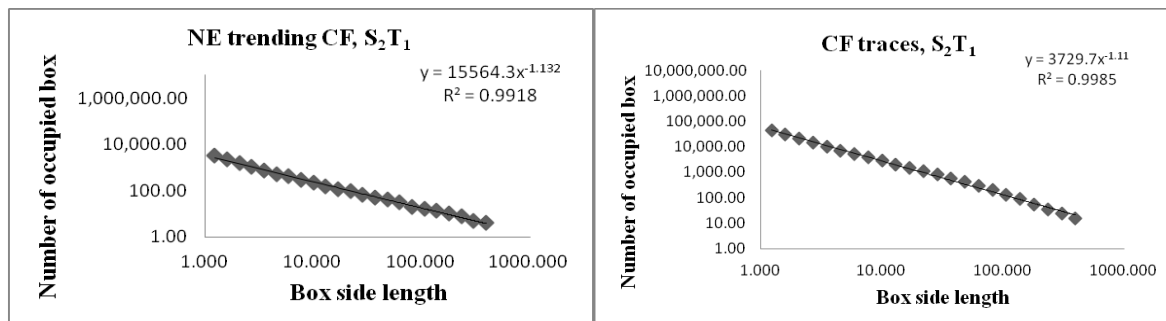 NE trending CF, S₂T₁
y = 15564.3x⁻¹·¹³²
R² = 0.9918
Number of occupied box
1,000,000.00
10,000.00
100.00
1.00
1.000 10.000 100.000 1000.000
Box side length
CF traces, S₂T₁
y = 3729.7x⁻¹·¹¹
R² = 0.9985
Number of occupied box
10,000,000.00
1,000,000.00
100,000.00
10,000.00
1,000.00
100.00
10.00
1.00
1.000 10.000 100.000 1000.000
Box side length